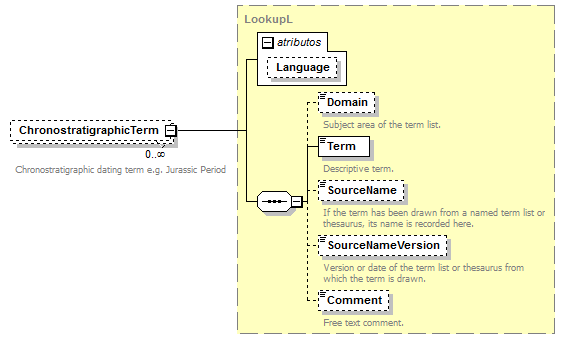 LookupL
atributos
Language
ChronostratigraphicTerm
0..∞
Chronostratigraphic dating term e.g. Jurassic Period
Domain
Subject area of the term list.
Term
Descriptive term.
SourceName
If the term has been drawn from a named term list or
thesaurus, its name is recorded here.
SourceNameVersion
Version or date of the term list or thesaurus from
which the term is drawn.
Comment
Free text comment.